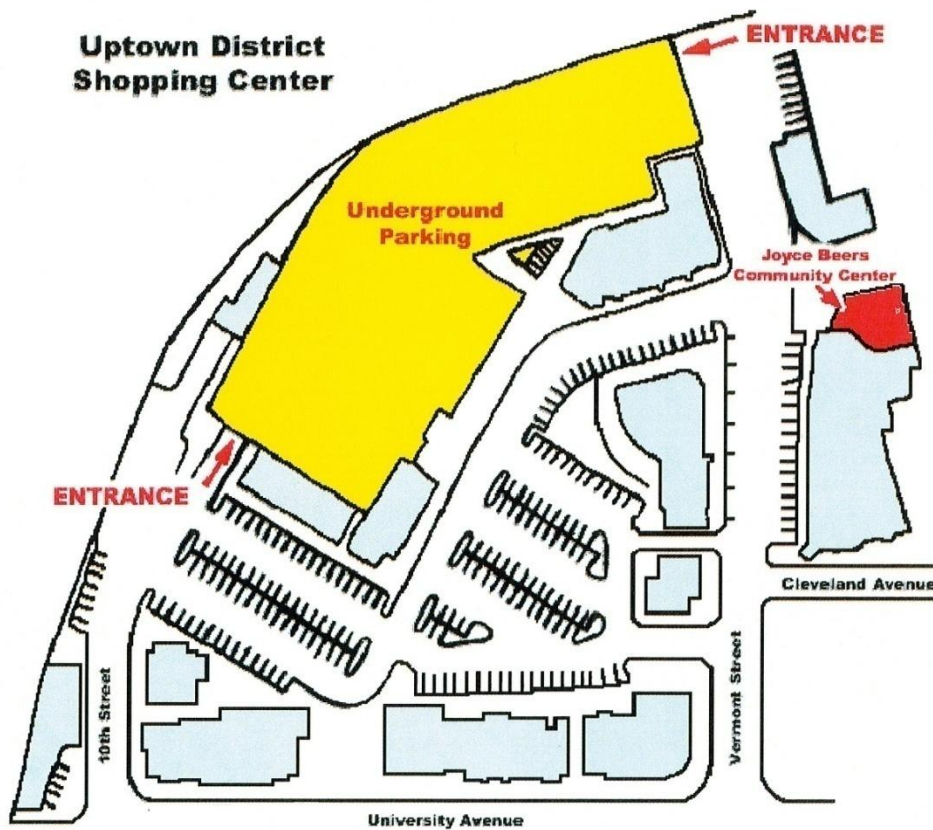 Uptown District
Shopping Center
ENTRANCE
Underground
Parking
Joyce Beers
Community Center
ENTRANCE
Cleveland Avenue
10th Street
Vermont Street
University Avenue